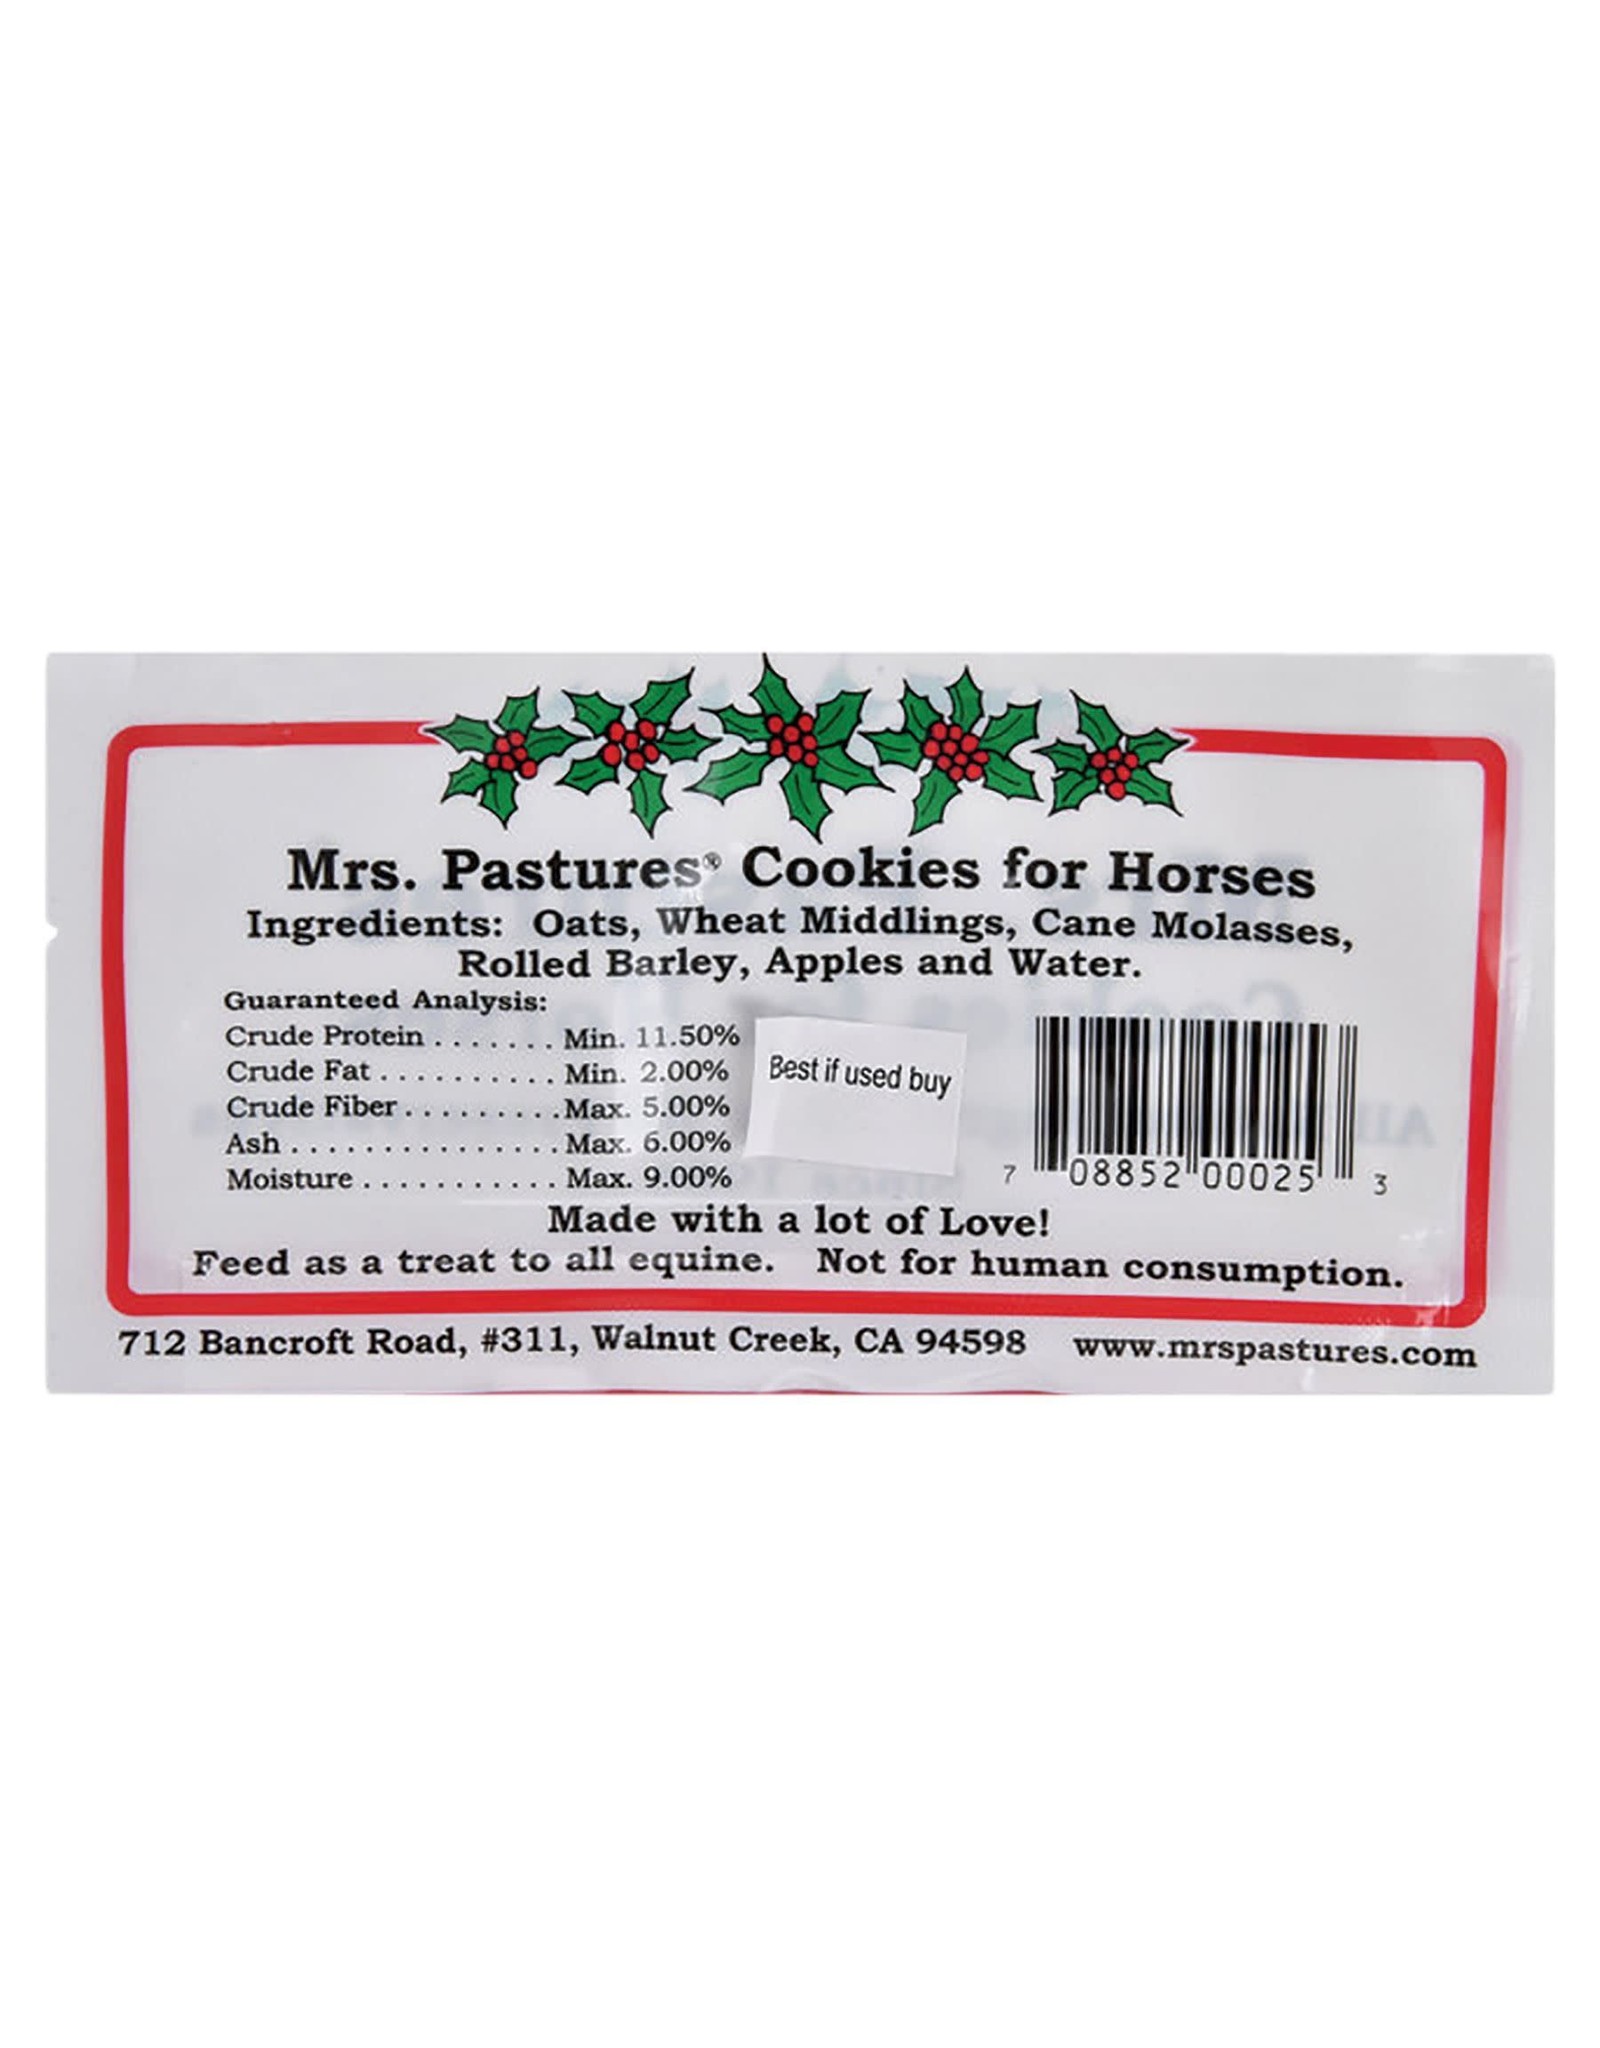 Mrs. Pastures® Cookies for Horses
Ingredients: Oats, Wheat Middlings, Cane Molasses,
Rolled Barley, Apples and Water.
Guaranteed Analysis:
Crude Protein . . . . . . . Min. 11.50%
Crude Fat . . . . . . . . . . Min. 2.00%
Crude Fiber . . . . . . . . . Max. 5.00%
Ash . . . . . . . . . . . . . . . Max. 6.00%
Moisture . . . . . . . . . . . Max. 9.00%
Best if used buy
7 08852 00025 3
Made with a lot of Love!
Feed as a treat to all equine. Not for human consumption.
712 Bancroft Road, #311, Walnut Creek, CA 94598 www.mrspastures.com